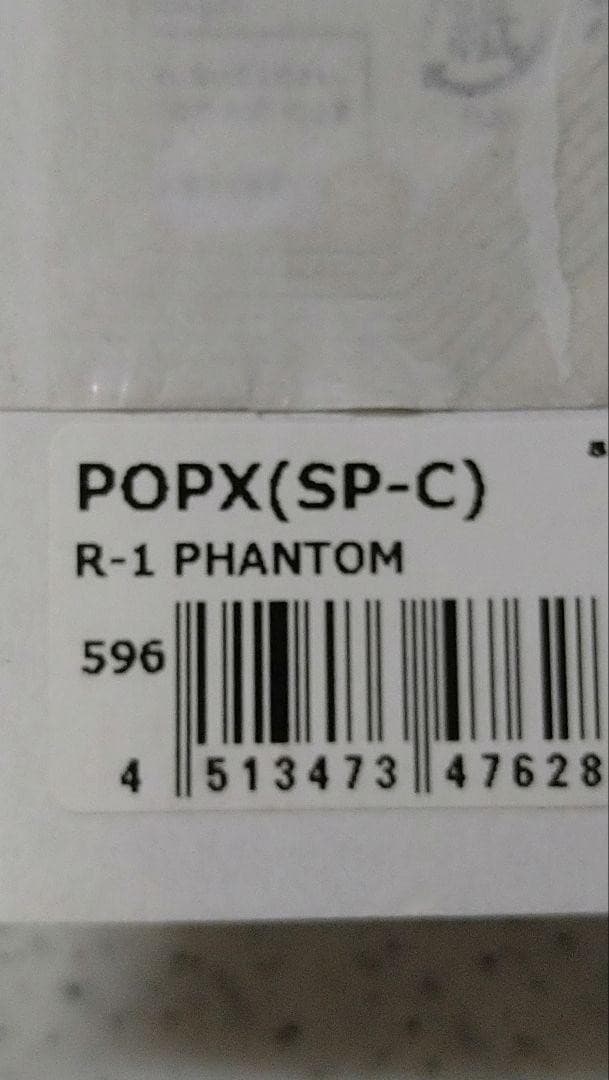 POPX(SP-C)
R-1 PHANTOM
596
4 513473 47628